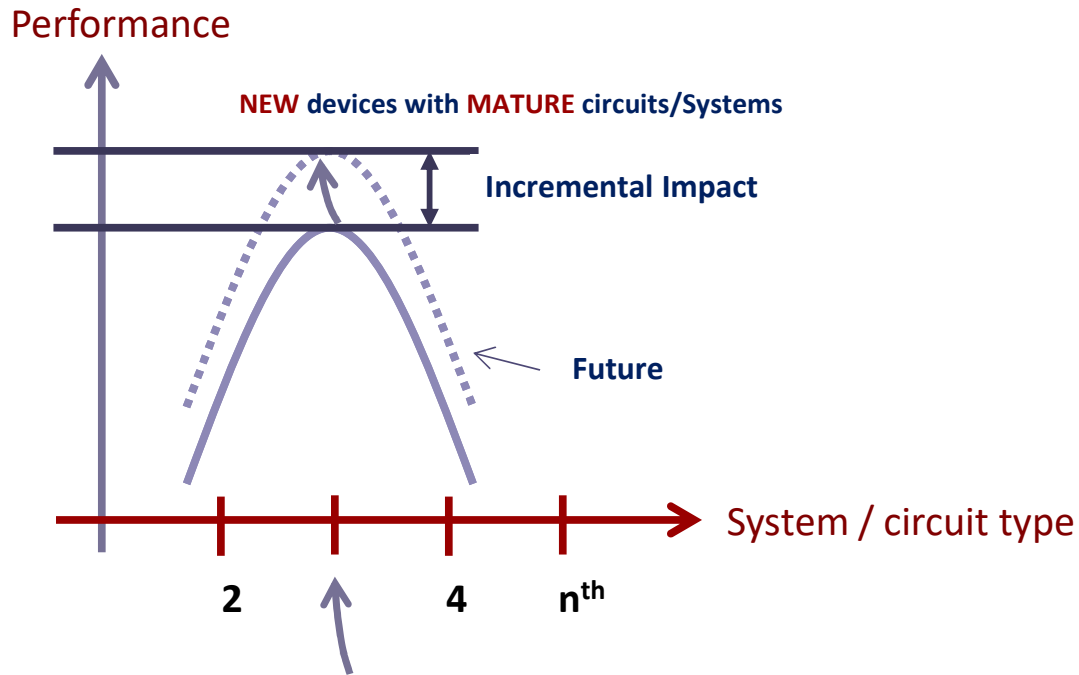 Performance
NEW devices with MATURE circuits/Systems
Incremental Impact
Future
System / circuit type
2
4
nth